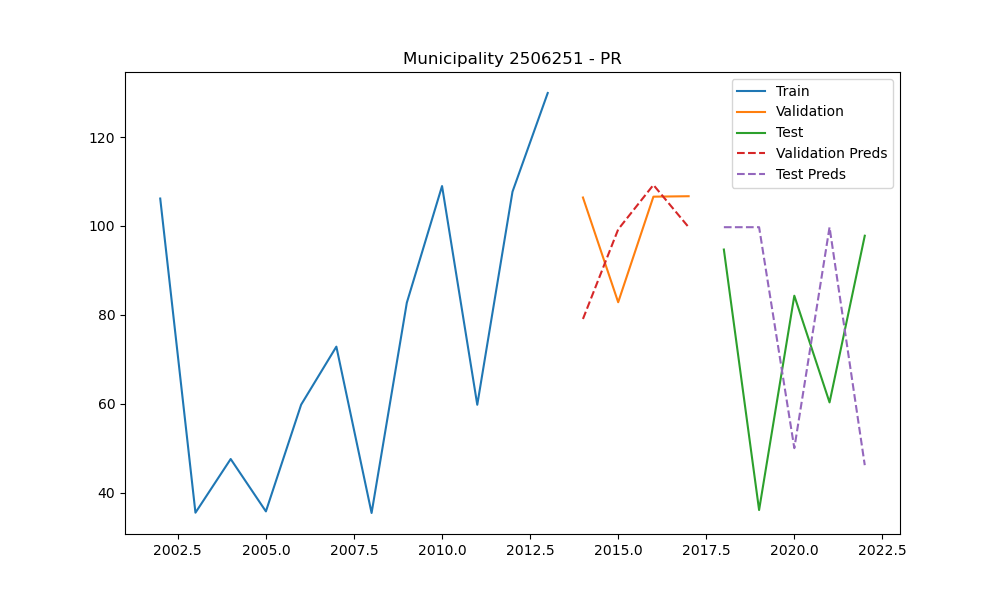 Municipality 2506251 - PR
Train
Validation
Test
Validation Preds
Test Preds
120
100
80
60
40
2002.5 2005.0 2007.5 2010.0 2012.5 2015.0 2017.5 2020.0 2022.5